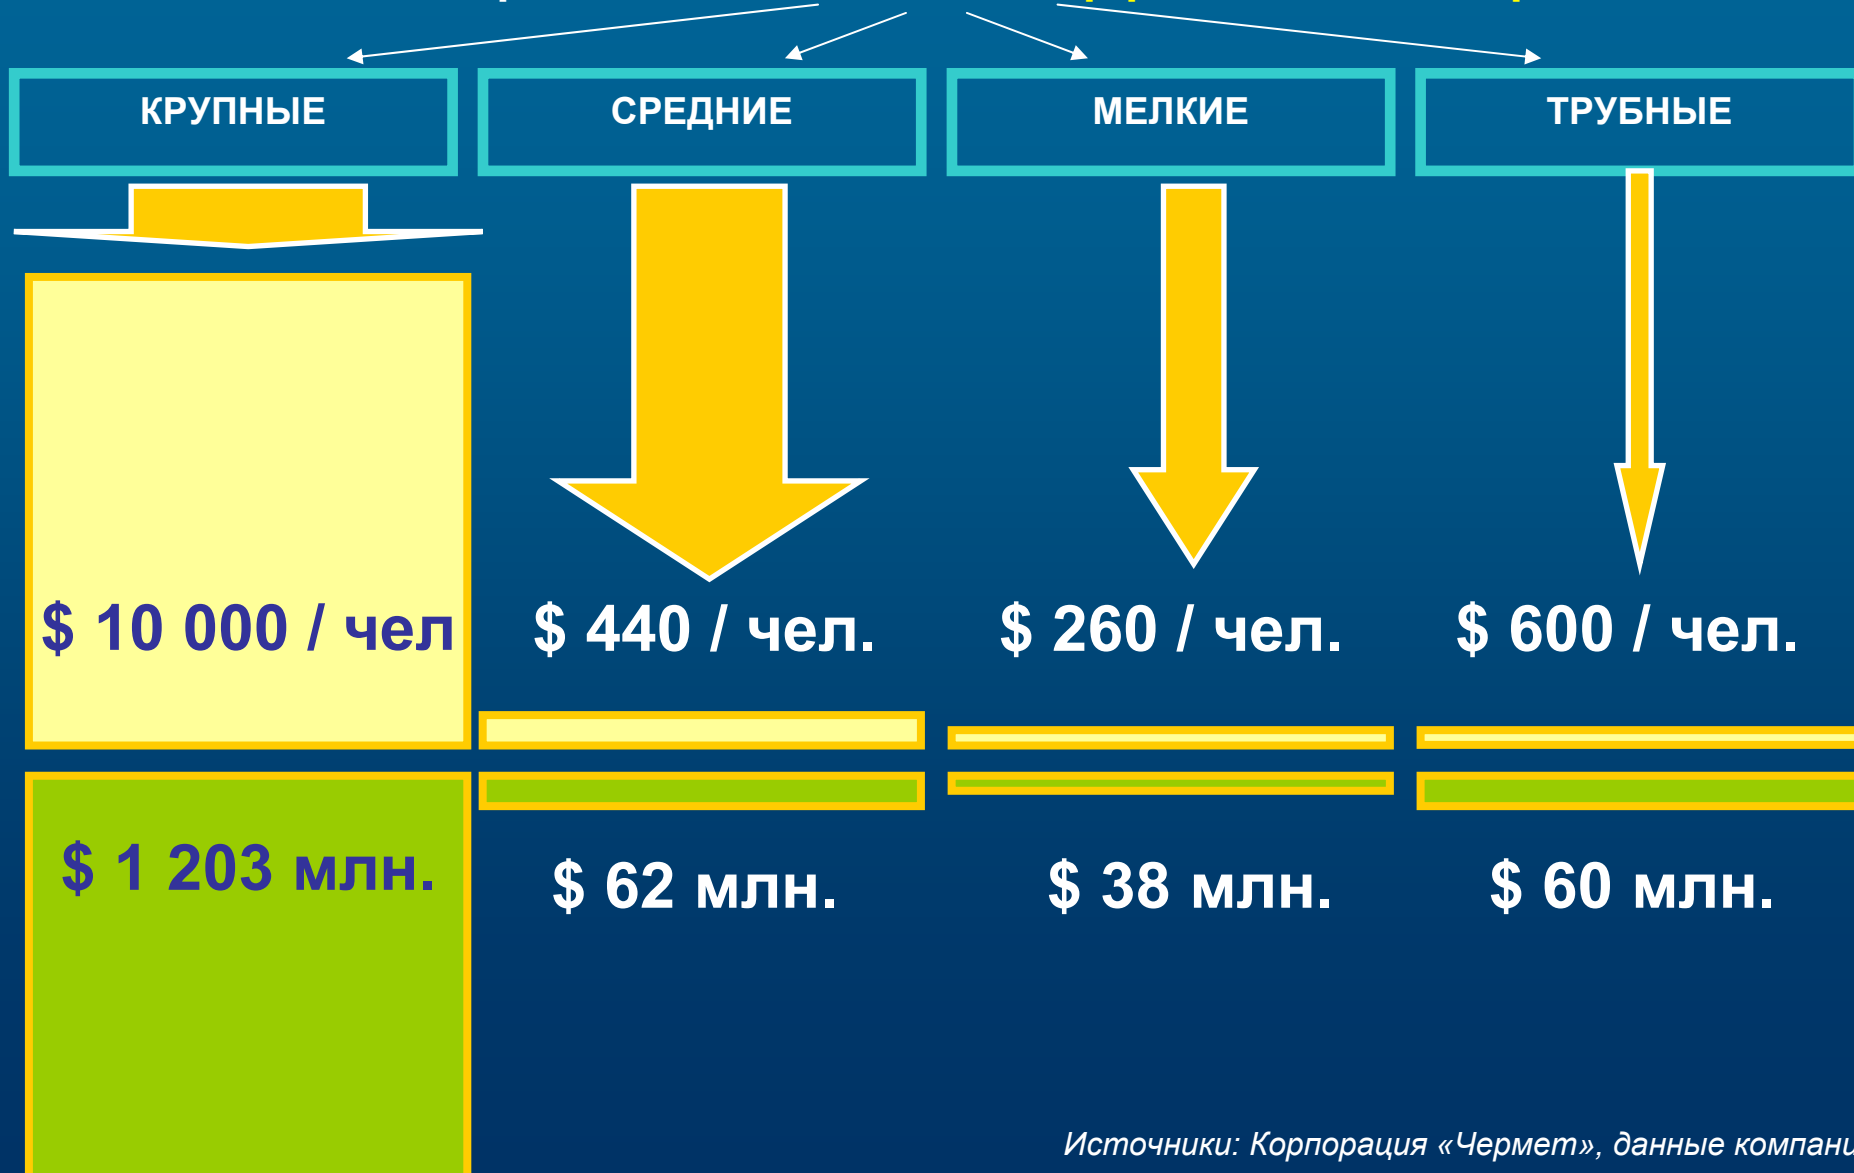 КРУПНЫЕ СРЕДНИЕ МЕЛКИЕ ТРУБНЫЕ
$ 10 000 / чел $ 440 / чел. $ 260 / чел. $ 600 / чел.
$ 1 203 млн. $ 62 млн. $ 38 млн. $ 60 млн.
Источники: Корпорация «Чермет», данные